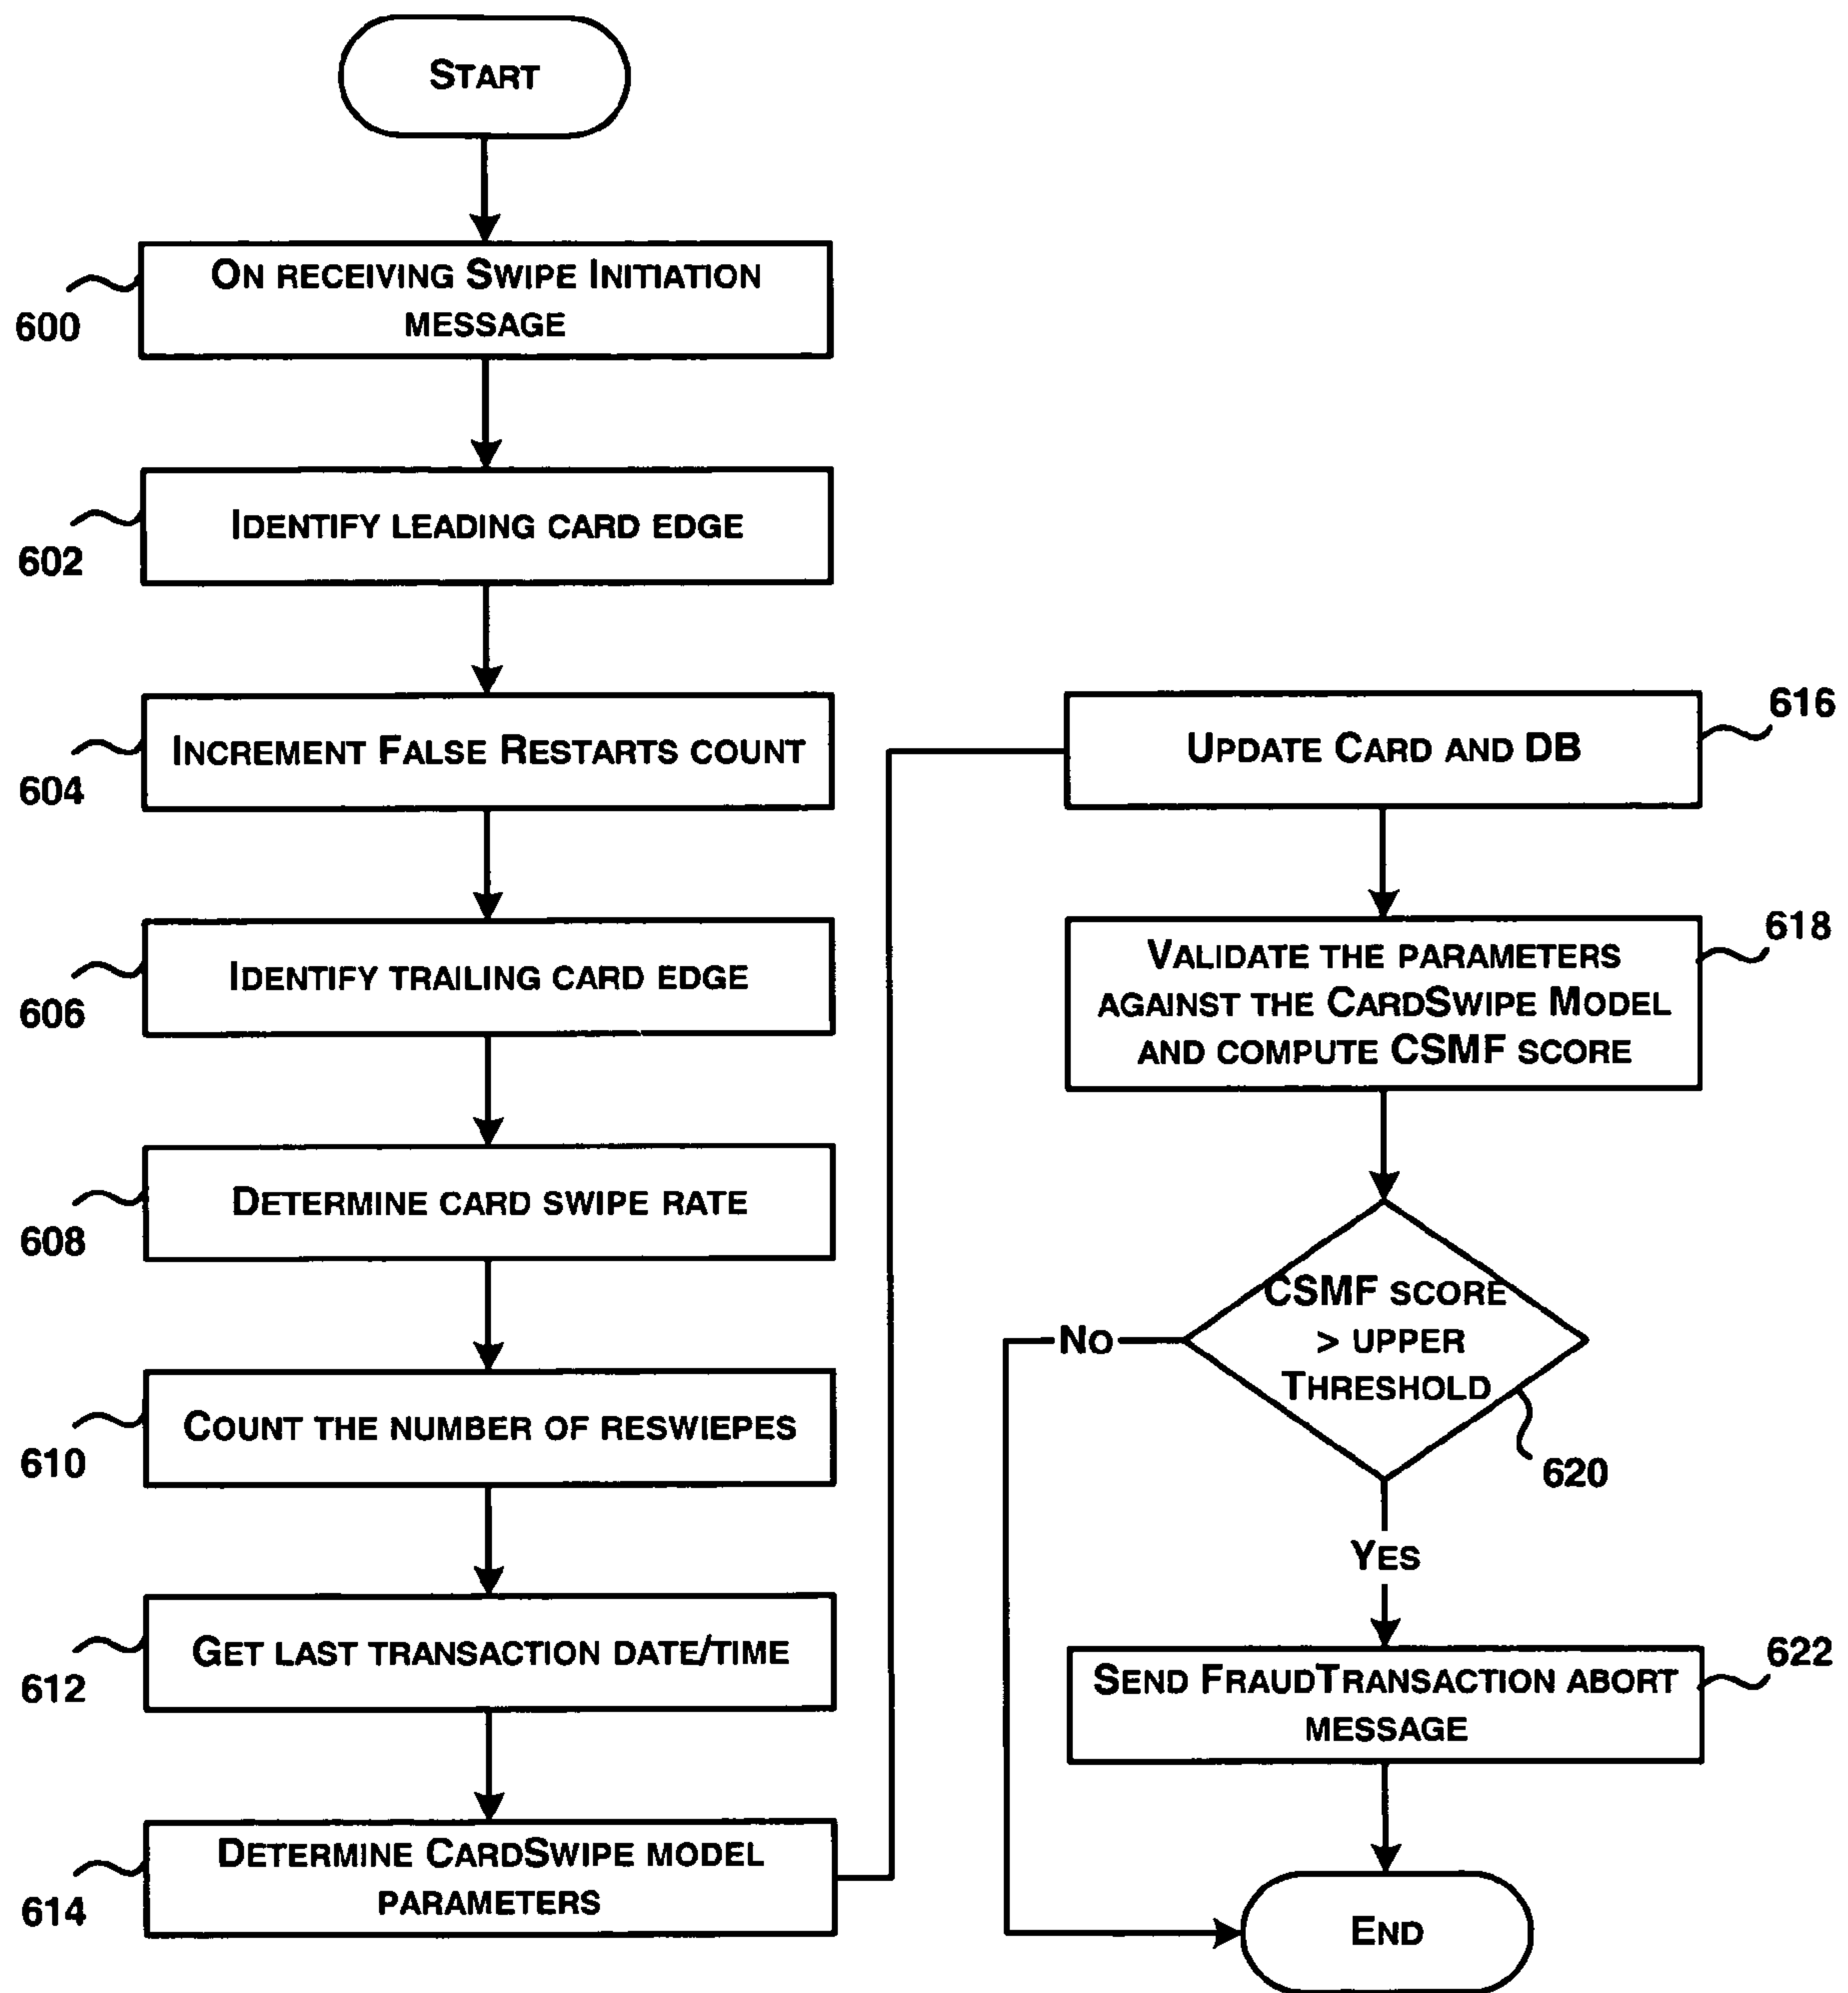 START
ON RECEIVING SWIPE INITIATION
MESSAGE
600
IDENTIFY LEADING CARD EDGE
602
INCREMENT FALSE RESTARTS COUNT
604
IDENTIFY TRAILING CARD EDGE
606
DETERMINE CARD SWIPE RATE
608
COUNT THE NUMBER OF RESWIEPES
610
GET LAST TRANSACTION DATE/TIME
612
DETERMINE CARDSWIPE MODEL
PARAMETERS
614
616
UPDATE CARD AND DB
618
VALIDATE THE PARAMETERS
AGAINST THE CARDSWIPE MODEL
AND COMPUTE CSMF SCORE
CSMF SCORE
> UPPER
THRESHOLD
NO
620
YES
622
SEND FRAUDTRANSACTION ABORT
MESSAGE
END